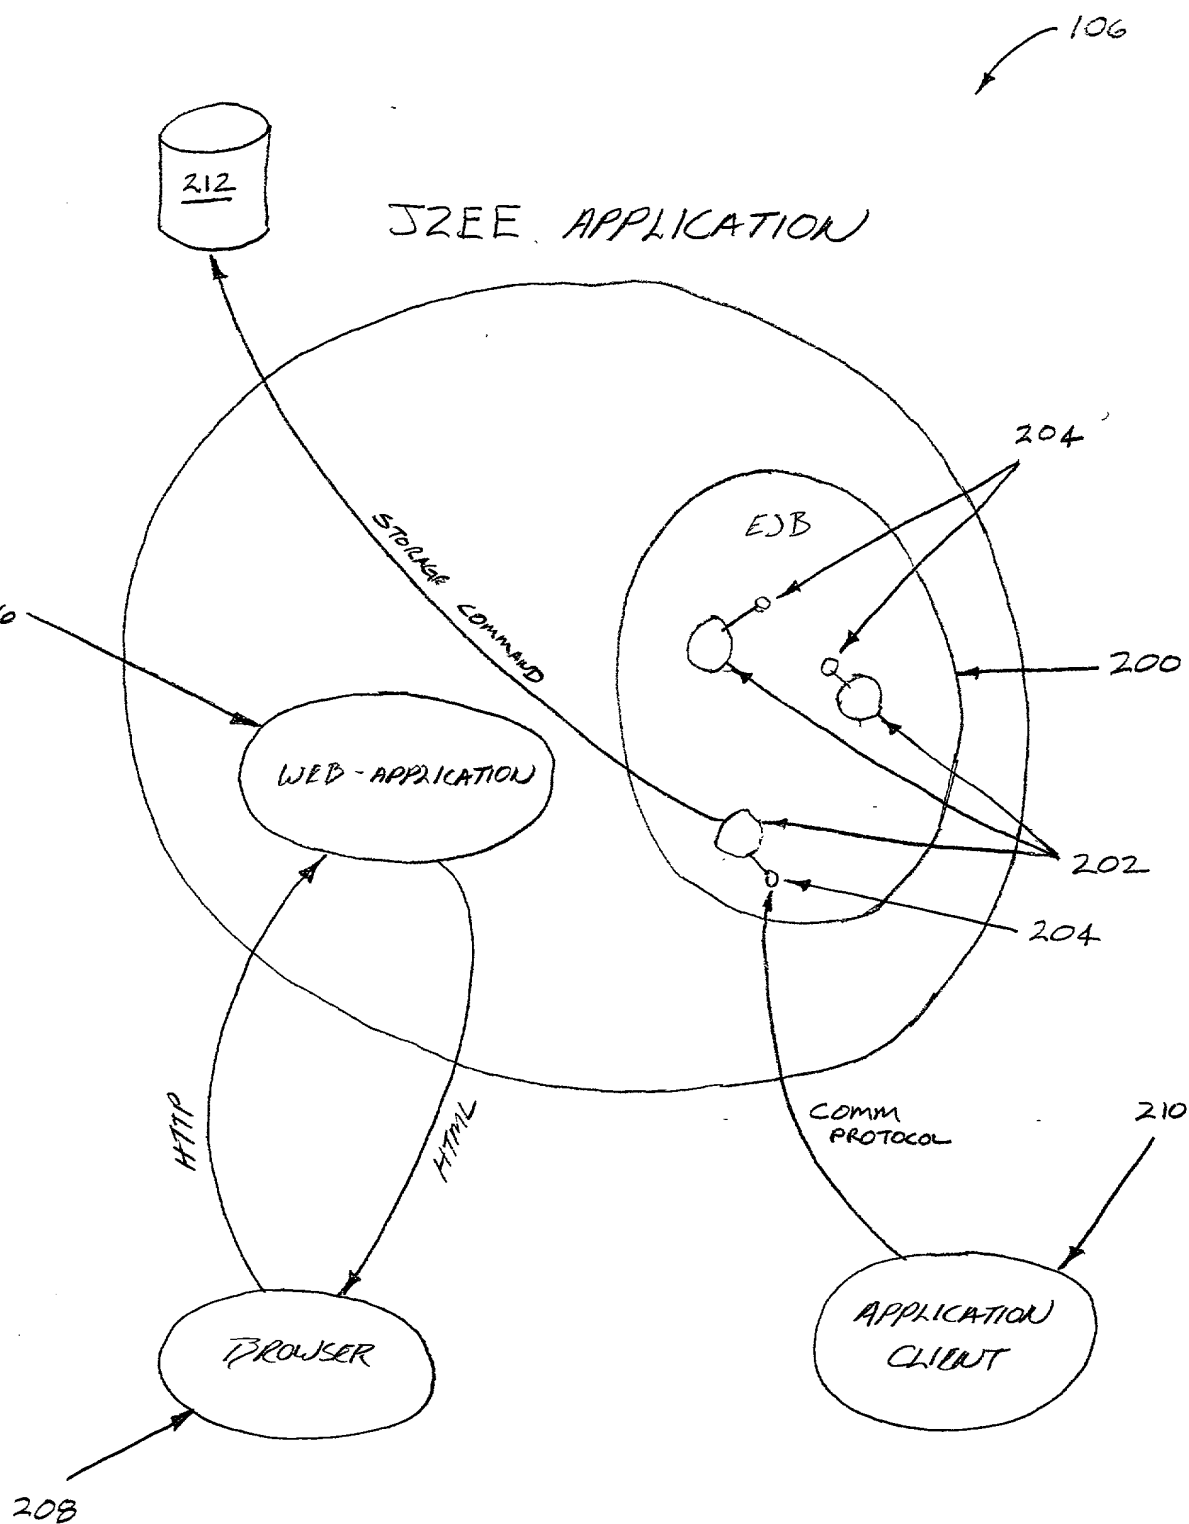 106
212
J2EE APPLICATION
204
EJB
STORAGE COMMAND
6
200
WEB-APPLICATION
202
204
HTTP
HTML
COMM
PROTOCOL
210
APPLICATION
CLIENT
BROWSER
208